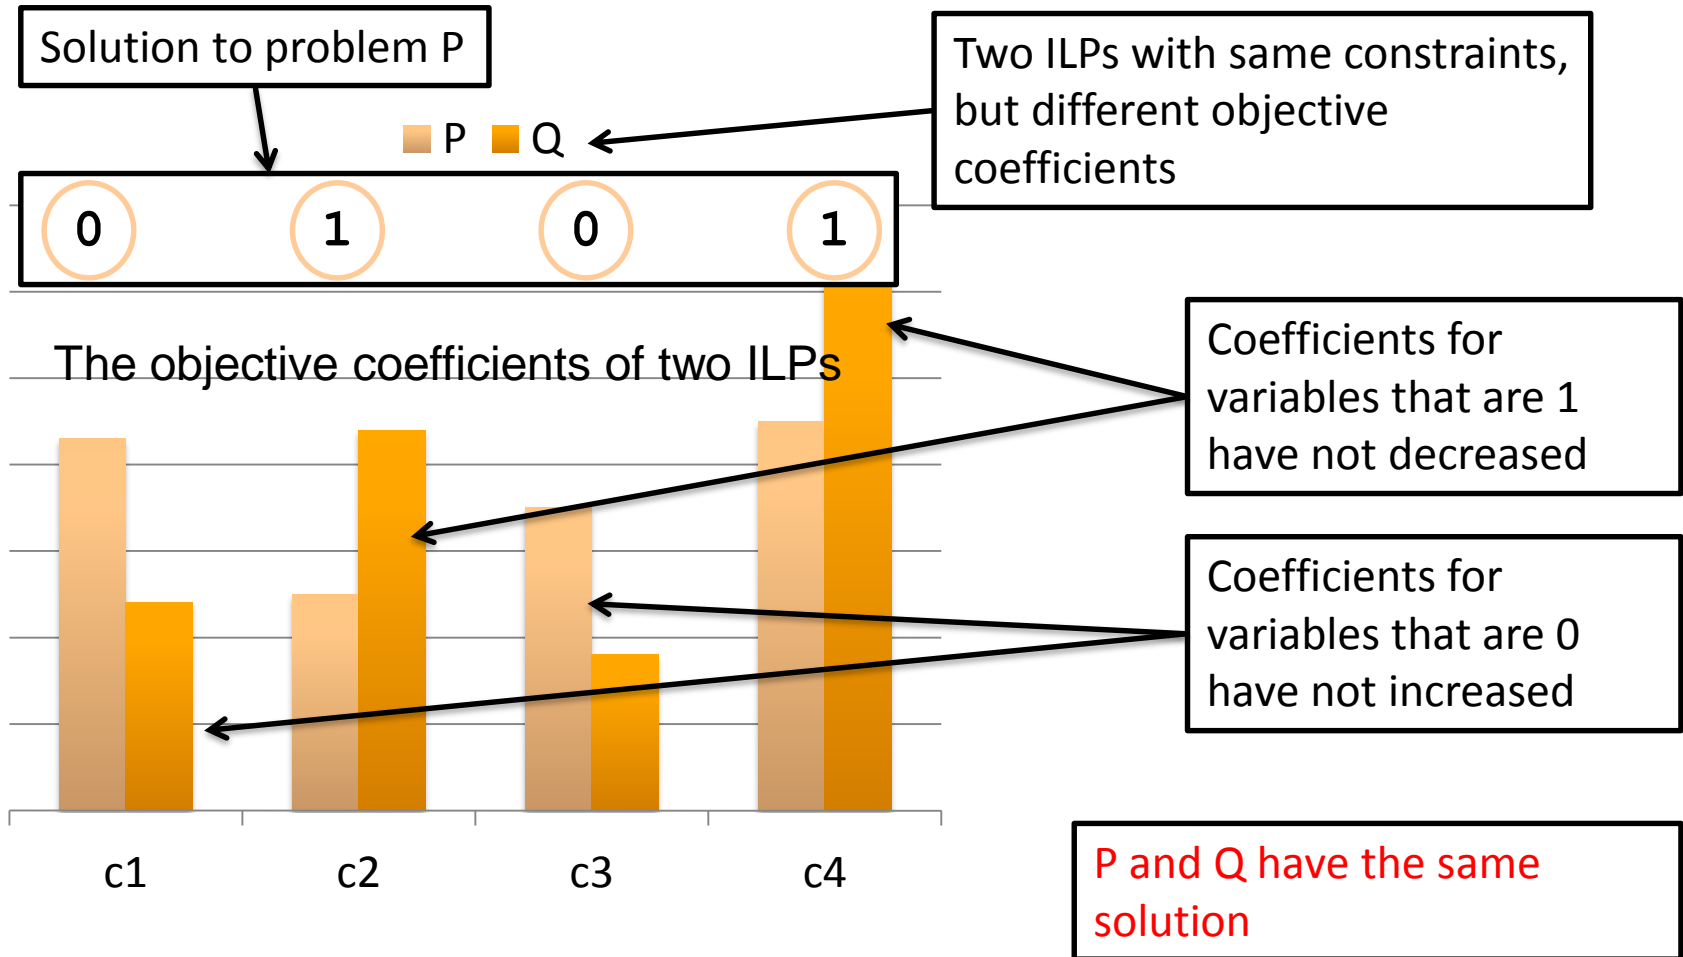 Solution to problem P
Two ILPs with same constraints,
but different objective
coefficients
P Q
0 1 0 1
The objective coefficients of two ILPs
Coefficients for
variables that are 1
have not decreased
Coefficients for
variables that are 0
have not increased
c1 c2 c3 c4
P and Q have the same
solution